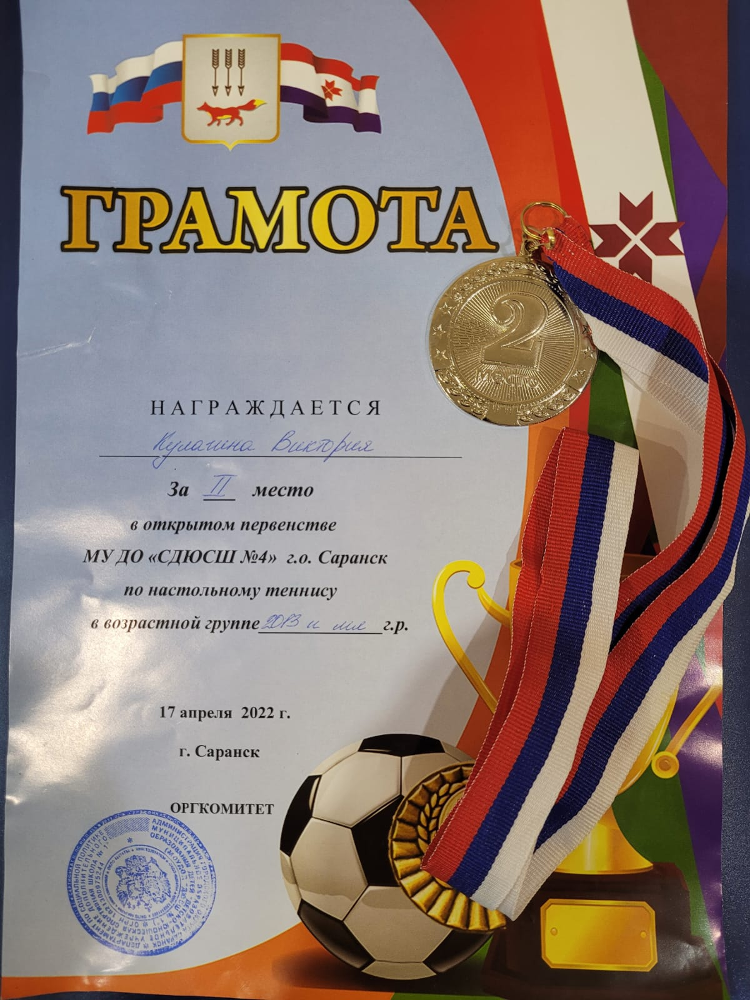 ГРАМОТА
2
место
НАГРАЖДАЕТСЯ
Кулагина Виктория
За II место
в открытом первенстве
МУ ДО «СДЮСШ №4» г.о. Саранск
по настольному теннису
в возрастной группе 2013 и мл г.р.
17 апреля 2022 г.
г. Саранск
ОРГКОМИТЕТ